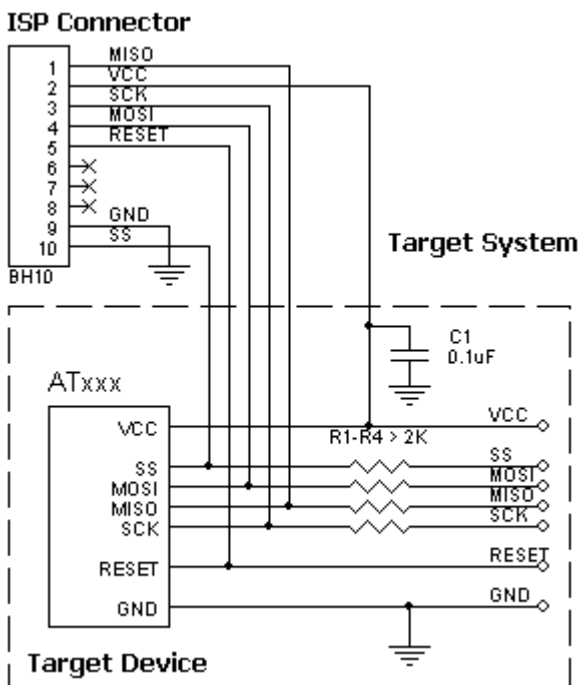 ISP Connector
1 MISO
2 VCC
3 SCK
4 MOSI
5 RESET
6
7
8
9 GND
10 SS
BH10
Target System
C1
0.1uF
ATxxx
VCC VCC
R1-R4 > 2K
SS SS
MOSI MOSI
MISO MISO
SCK SCK
RESET RESET
GND GND
Target Device